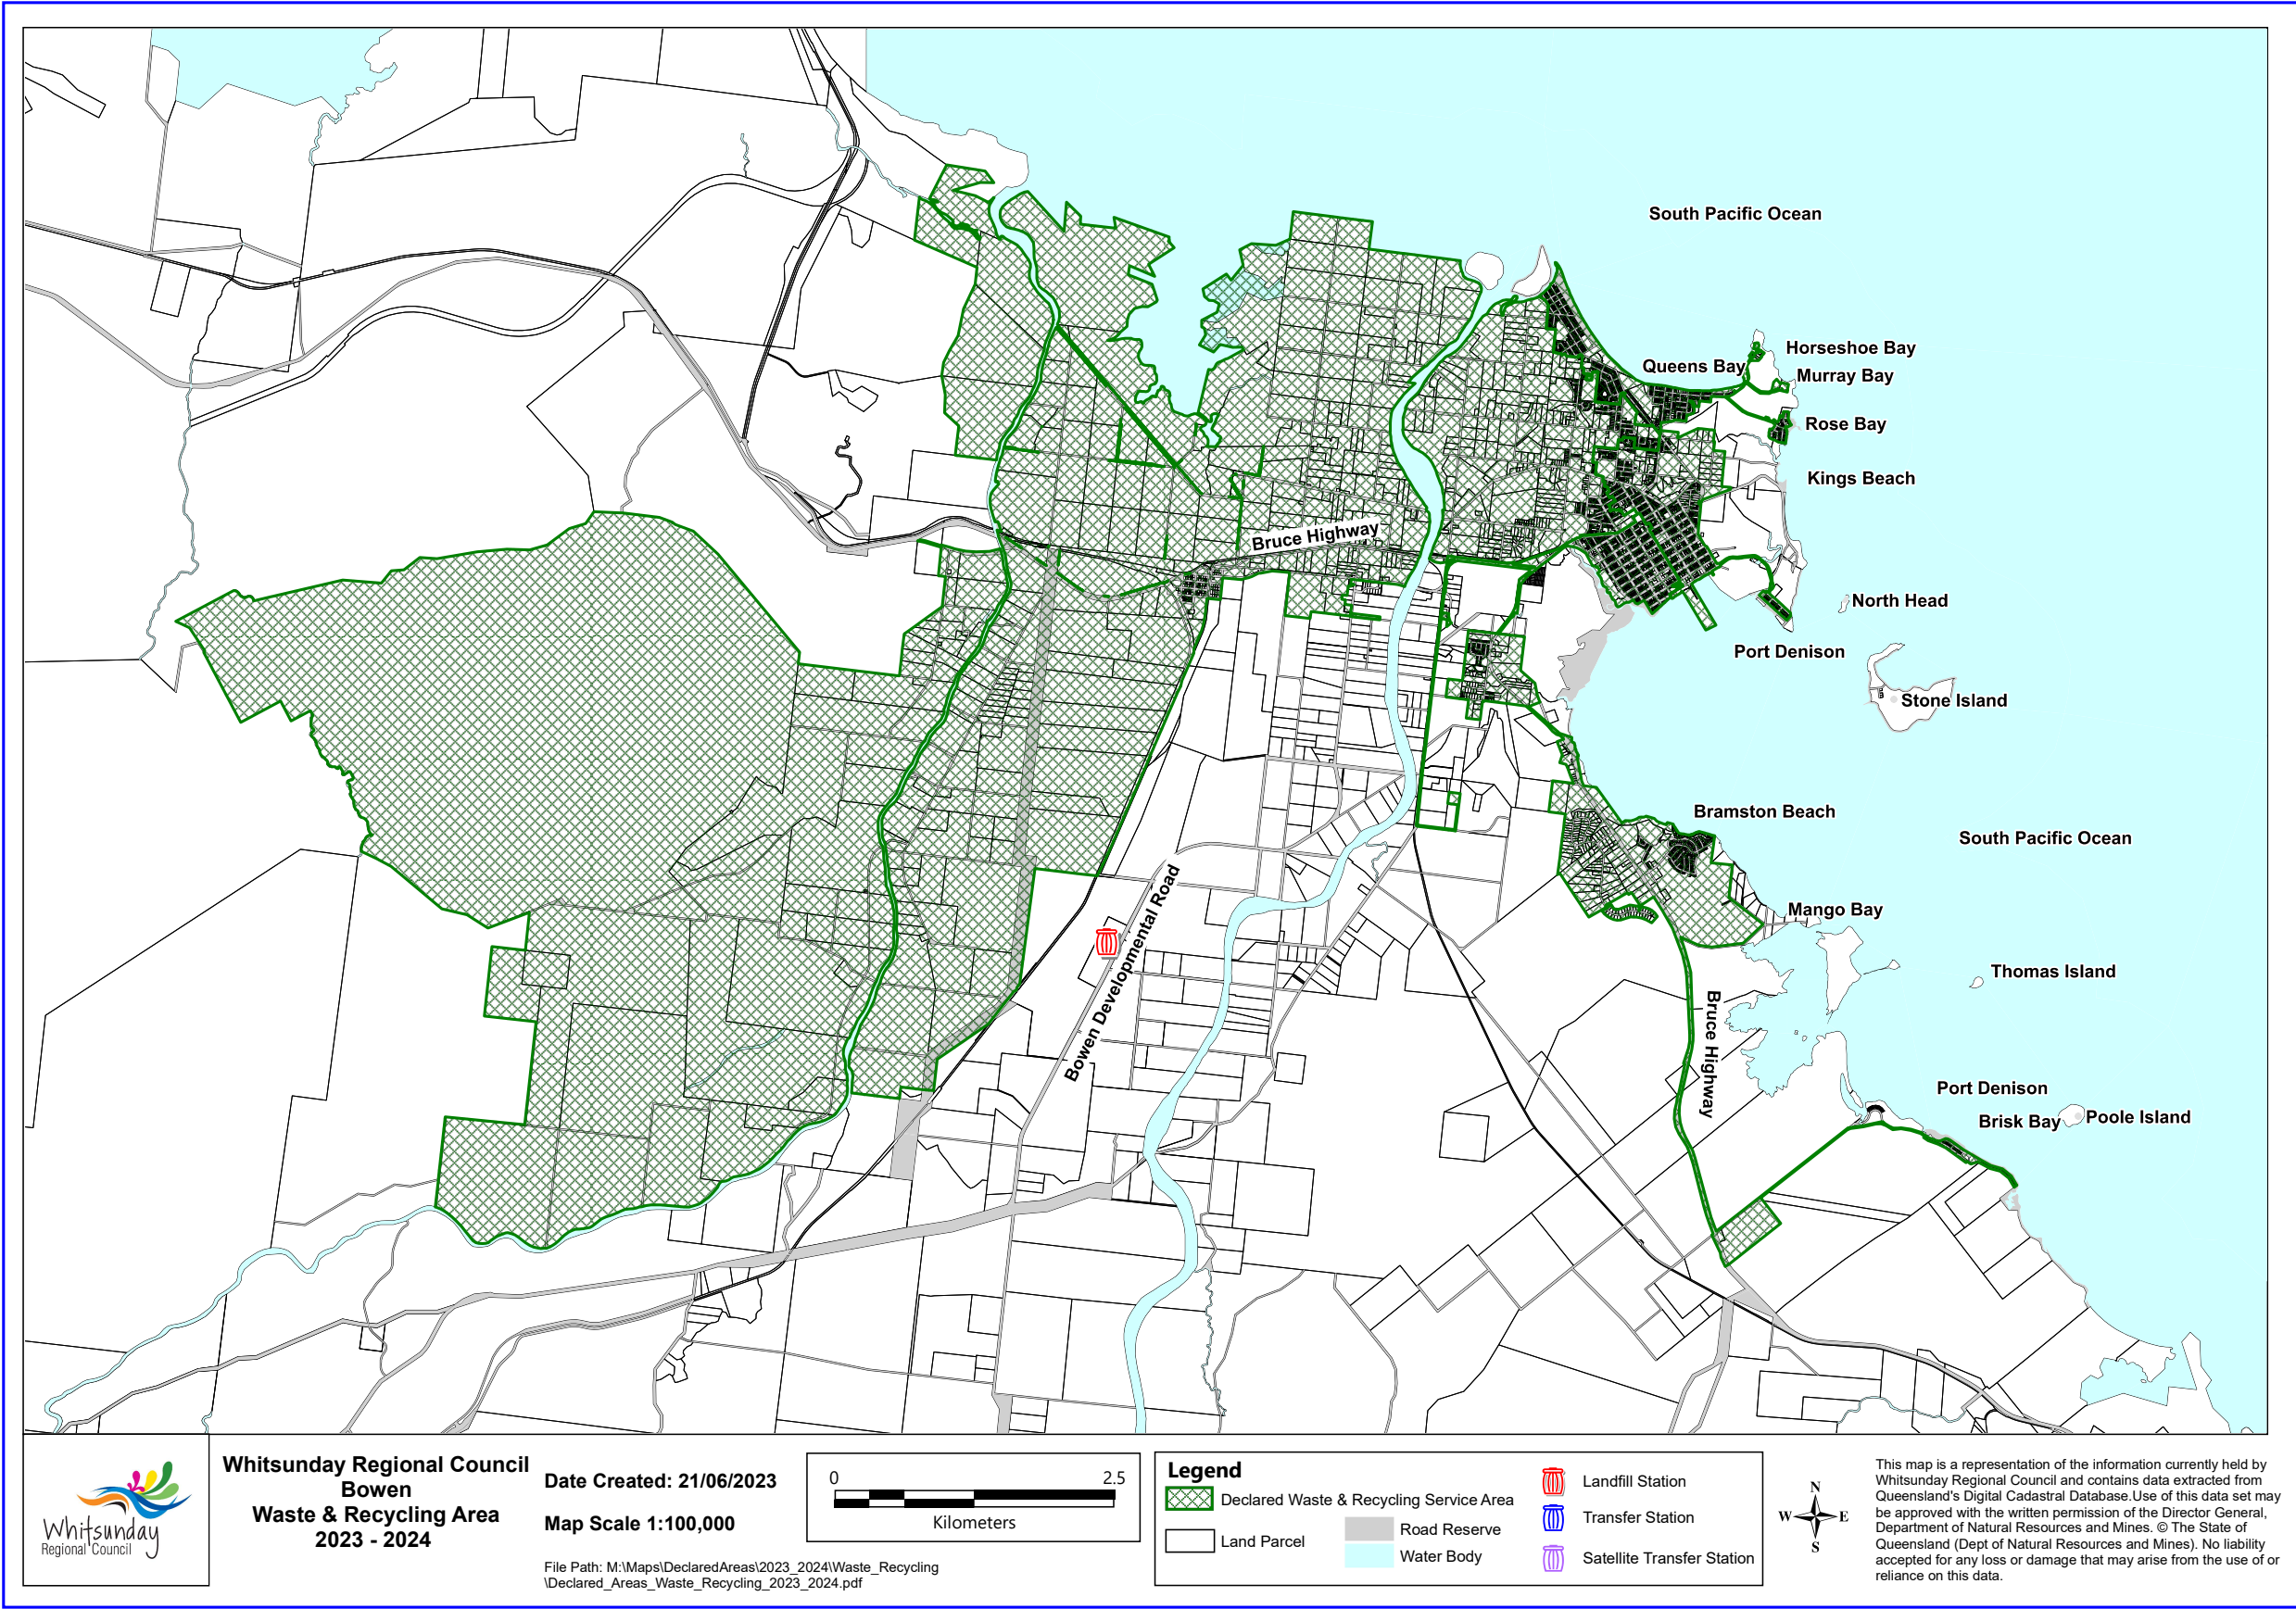 South Pacific Ocean
Horseshoe Bay
Queens Bay
Murray Bay
Rose Bay
Kings Beach
Bruce Highway
North Head
Port Denison
Stone Island
Bramston Beach
South Pacific Ocean
Bowen Developmental Road
Mango Bay
Thomas Island
Bruce Highway
Port Denison
Brisk Bay
Poole Island
Whitsunday
Regional Council
Whitsunday Regional Council
Bowen
Waste & Recycling Area
2023 - 2024
Date Created: 21/06/2023
Map Scale 1:100,000
File Path: M:\Maps\DeclaredAreas\2023_2024\Waste_Recycling
\Declared_Areas_Waste_Recycling_2023_2024.pdf
0 2.5
Kilometers
Legend
Declared Waste & Recycling Service Area
Land Parcel
Road Reserve
Water Body
Landfill Station
Transfer Station
Satellite Transfer Station
N
W E
S
This map is a representation of the information currently held by
Whitsunday Regional Council and contains data extracted from
Queensland's Digital Cadastral Database.Use of this data set may
be approved with the written permission of the Director General,
Department of Natural Resources and Mines. © The State of
Queensland (Dept of Natural Resources and Mines). No liability
accepted for any loss or damage that may arise from the use of or
reliance on this data.